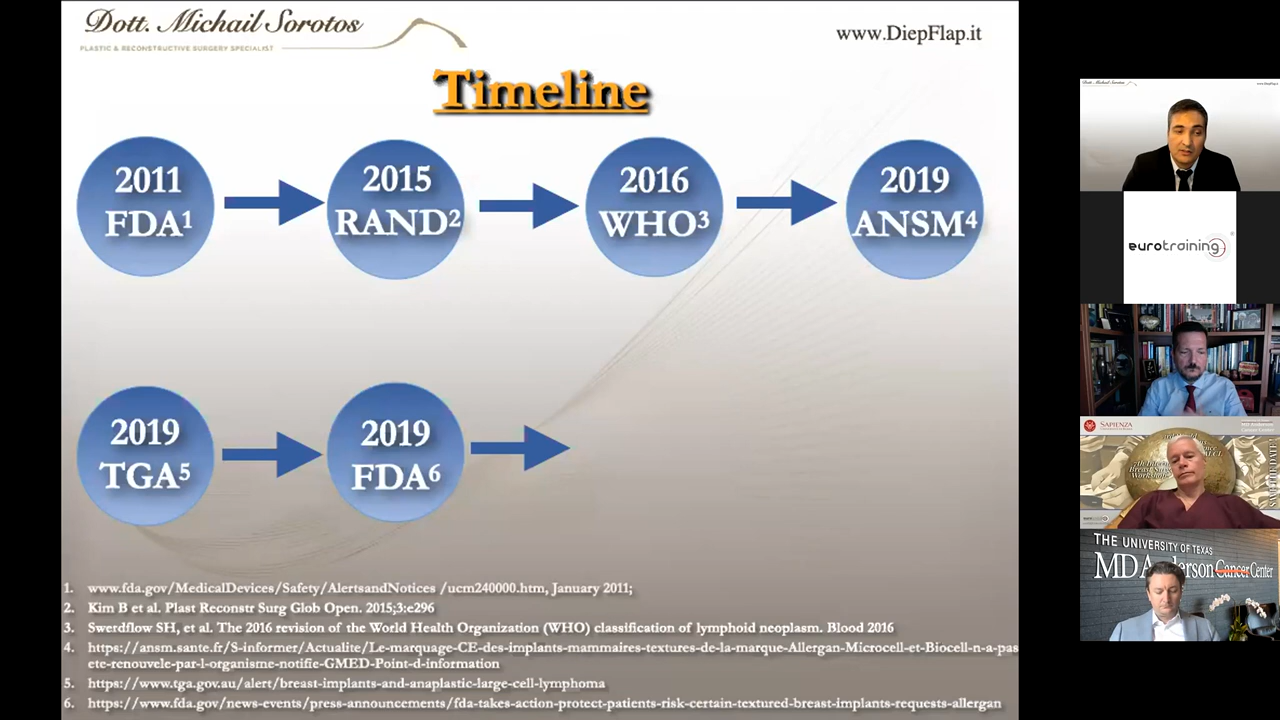 Dott. Michail Sorotos
PLASTIC & RECONSTRUCTIVE SURGERY SPECIALIST
www.DiepFlap.it
Timeline
2011
FDA1
2015
RAND2
2016
WHO3
2019
ANSM4
2019
TGA5
2019
FDA6
1. www.fda.gov/MedicalDevices/Safety/AlertsandNotices /ucm240000.htm, January 2011;
2. Kim B et al. Plast Reconstr Surg Glob Open. 2015;3:e296
3. Swerdflow SH, et al. The 2016 revision of the World Health Organization (WHO) classification of lymphoid neoplasm. Blood 2016
4. https://ansm.sante.fr/S-informer/Actualite/Le-marquage-CE-des-implants-mammaires-textures-de-la-marque-Allergan-Microcell-et-Biocell-n-a-pas
ete-renouvele-par-l-organisme-notifie-GMED-Point-d-information
5. https://www.tga.gov.au/alert/breast-implants-and-anaplastic-large-cell-lymphoma
6. https://www.fda.gov/news-events/press-announcements/fda-takes-action-protect-patients-risk-certain-textured-breast-implants-requests-allergan
eurotraining
SAPIENZA
THE UNIVERSITY OF TEXAS
MD Anderson Cancer Center